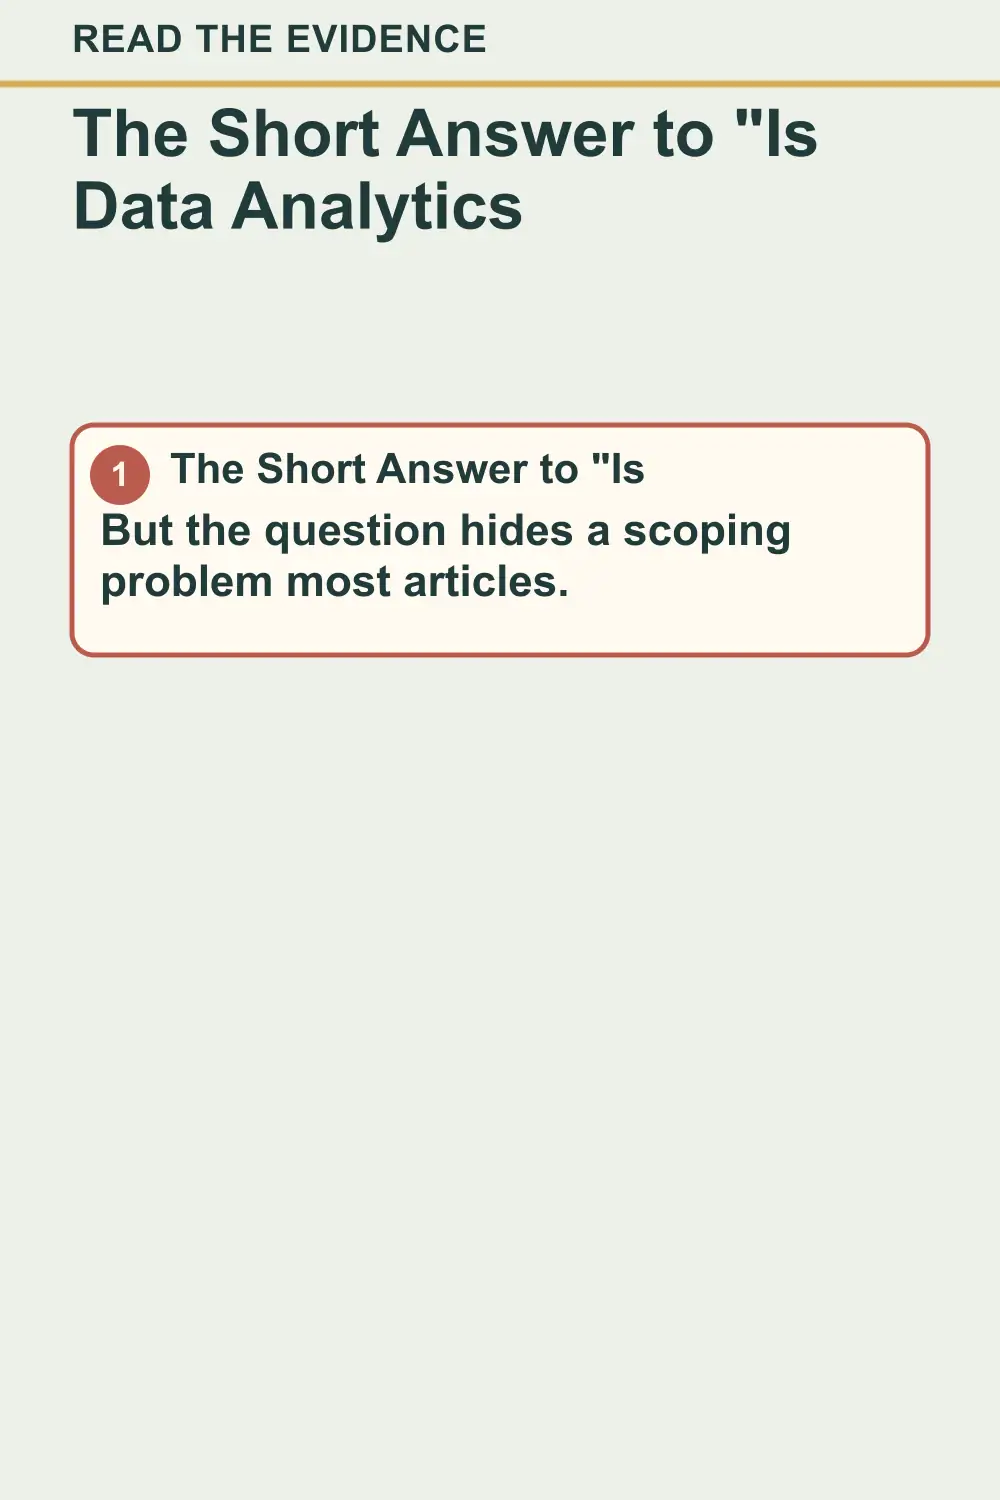 READ THE EVIDENCE
The Short Answer to "Is
Data Analytics
1 The Short Answer to "Is
But the question hides a scoping
problem most articles.